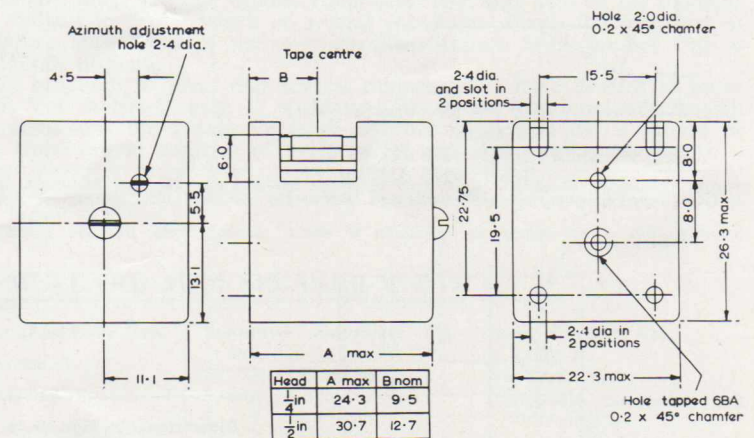 Azimuth adjustment
hole 2·4 dia.
4·5
5·5
13·1
11·1
Tape centre
B
6·0
A max
Hole 2·0 dia.
0·2 x 45° chamfer
2·4 dia.
and slot in
2 positions
15·5
8·0
8·0
22·75
19·5
26·3 max
2·4 dia in
2 positions
22·3 max
Hole tapped 6BA
0·2 x 45° chamfer
Head A max B nom
1/4 in 24·3 9·5
1/2 in 30·7 12·7